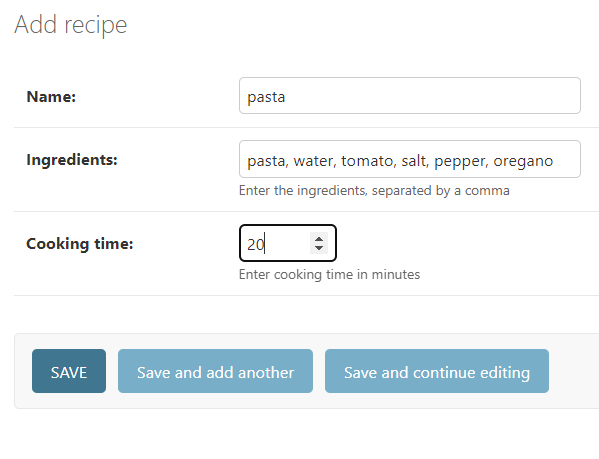 Add recipe
Name:
pasta
Ingredients:
pasta, water, tomato, salt, pepper, oregano
Enter the ingredients, separated by a comma
Cooking time:
20
Enter cooking time in minutes
SAVE
Save and add another
Save and continue editing